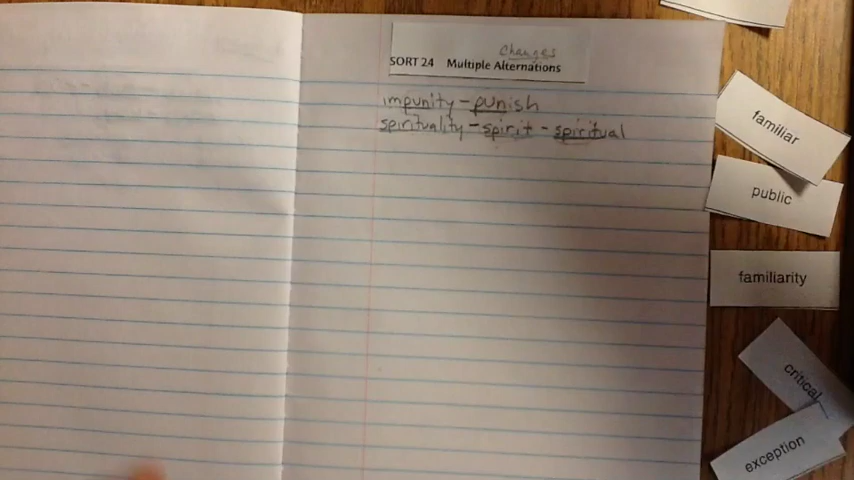 changes
SORT 24 Multiple Alternations
impunity - punish
spirituality - spirit - spiritual
familiar
public
familiarity
critical
exception